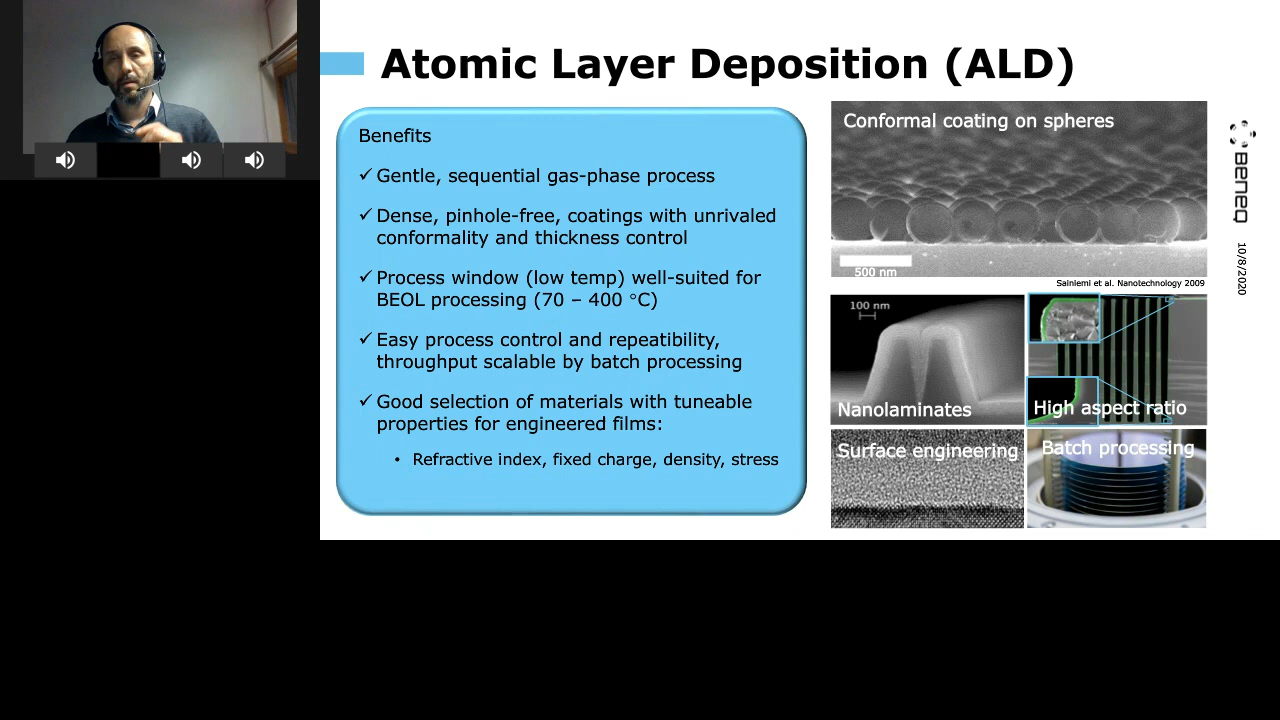 Atomic Layer Deposition (ALD)
Benefits
✓ Gentle, sequential gas-phase process
✓ Dense, pinhole-free, coatings with unrivaled
conformality and thickness control
✓ Process window (low temp) well-suited for
BEOL processing (70 – 400 °C)
✓ Easy process control and repeatibility,
throughput scalable by batch processing
✓ Good selection of materials with tuneable
properties for engineered films:
• Refractive index, fixed charge, density, stress
Conformal coating on spheres
500 nm
Sainiemi et al. Nanotechnology 2009
100 nm
Nanolaminates
High aspect ratio
Surface engineering
Batch processing
BENEQ
10/8/2020